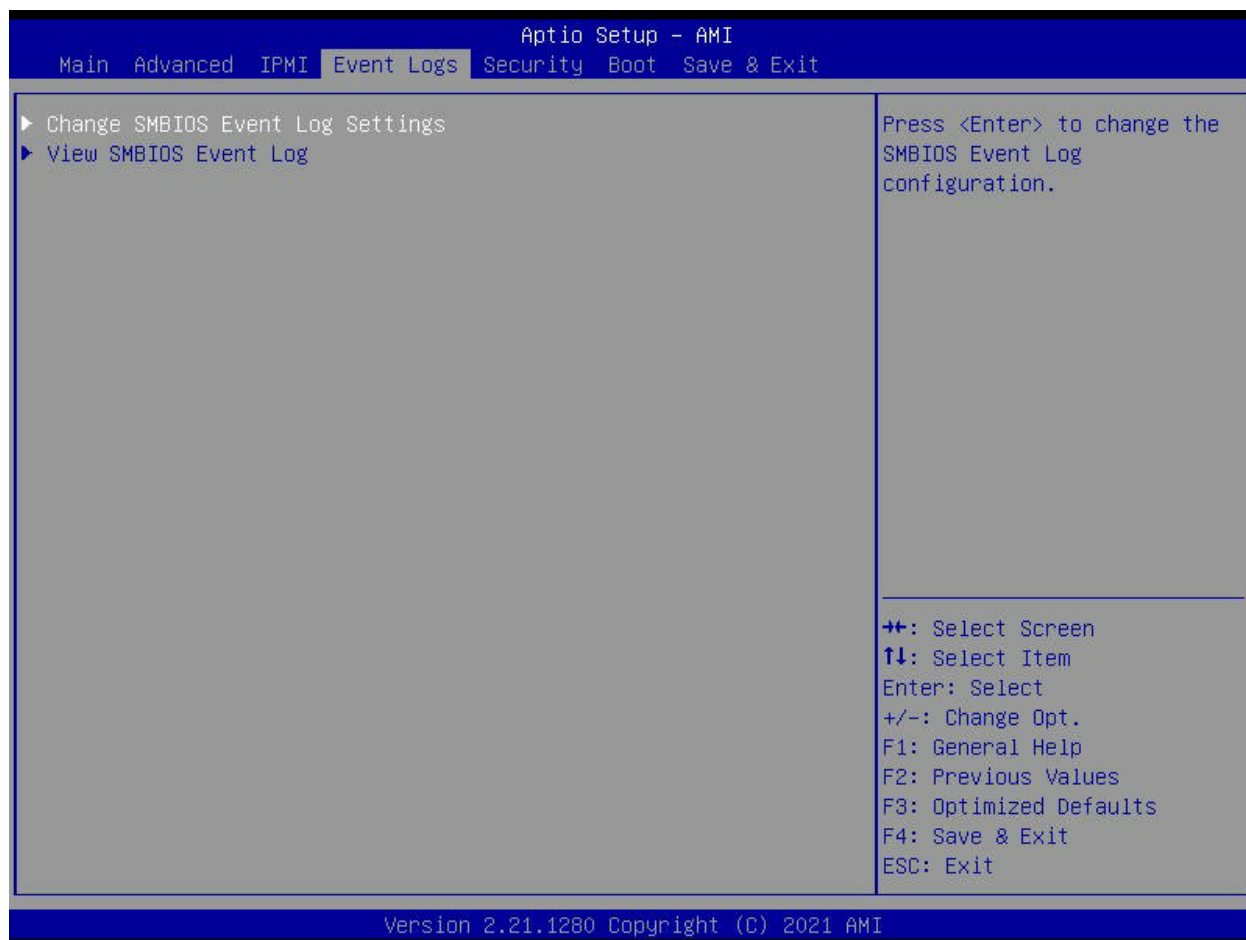 Aptio Setup – AMI
Main Advanced IPMI Event Logs Security Boot Save & Exit
► Change SMBIOS Event Log Settings
► View SMBIOS Event Log
Press <Enter> to change the
SMBIOS Event Log
configuration.
→←: Select Screen
↑↓: Select Item
Enter: Select
+/-: Change Opt.
F1: General Help
F2: Previous Values
F3: Optimized Defaults
F4: Save & Exit
ESC: Exit
Version 2.21.1280 Copyright (C) 2021 AMI